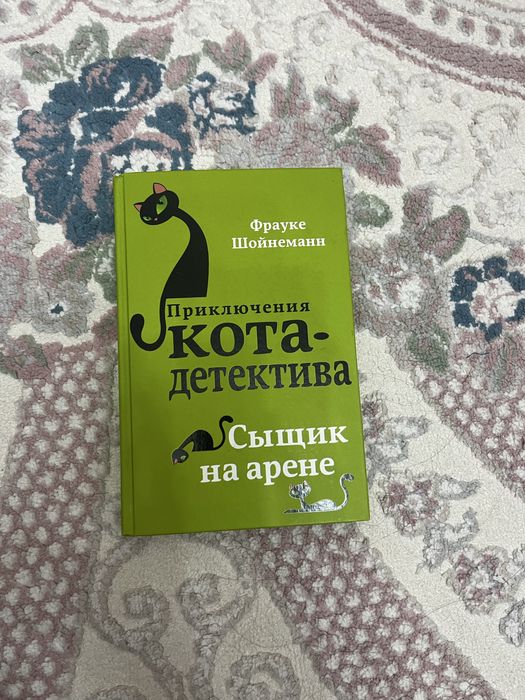 Фрауке
Шойнеманн
Приключения
кота-
детектива
Сыщик
на арене